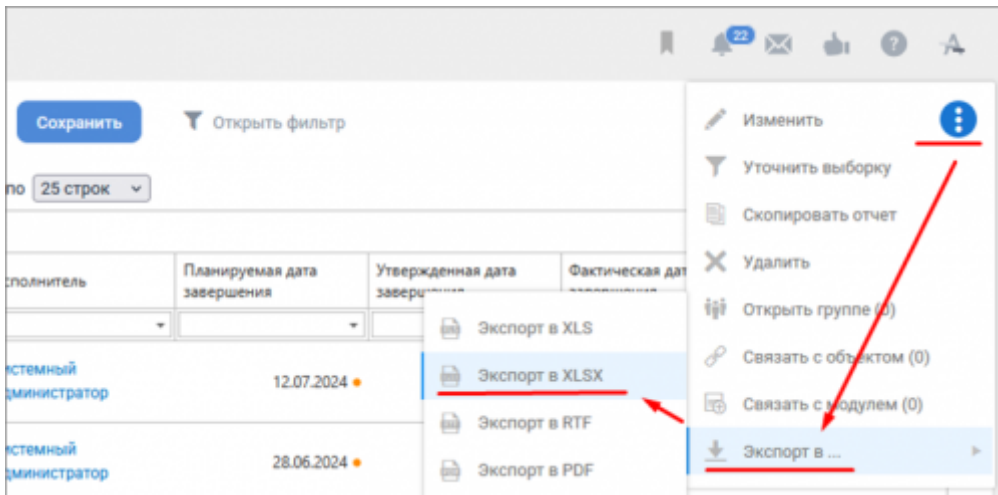 22
?
Сохранить
Открыть фильтр
по 25 строк
сполнитель
Планируемая дата
завершения
Утвержденная дата
Фактическая дат
истемный
дминистратор
12.07.2024
истемный
дминистратор
28.06.2024
Изменить
Уточнить выборку
Скопировать отчет
Удалить
Открыть группе (0)
Связать с объектом (0)
Связать с модулем (0)
Экспорт в ...
Экспорт в XLS
Экспорт в XLSX
Экспорт в RTF
Экспорт в PDF